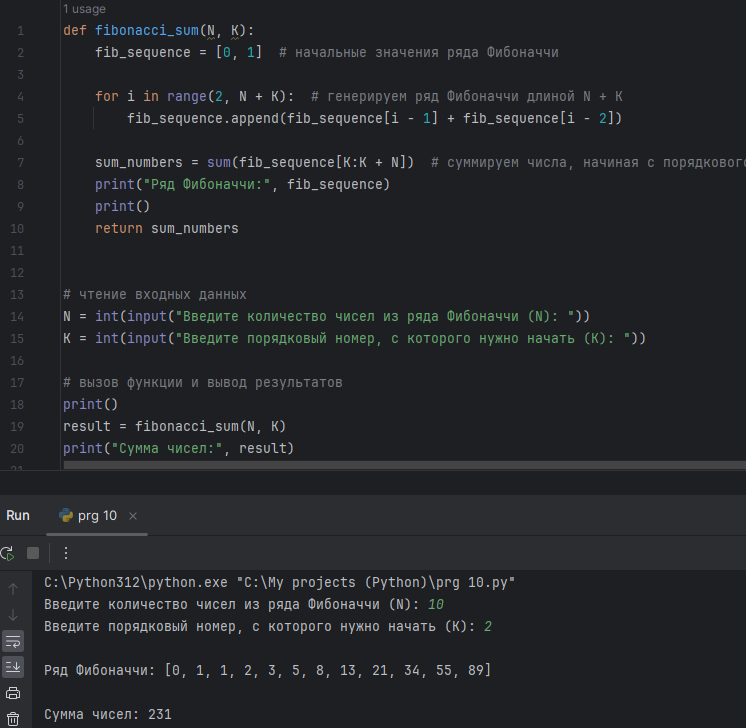 1 usage
1 def fibonacci_sum(N, K):
2 fib_sequence = [0, 1]  # начальные значения ряда Фибоначчи
3
4 for i in range(2, N + K):  # генерируем ряд Фибоначчи длиной N + K
5 fib_sequence.append(fib_sequence[i - 1] + fib_sequence[i - 2])
6
7 sum_numbers = sum(fib_sequence[K:K + N])  # суммируем числа, начиная с порядкового
8 print("Ряд Фибоначчи:", fib_sequence)
9 print()
10 return sum_numbers
11
12
13 # чтение входных данных
14 N = int(input("Введите количество чисел из ряда Фибоначчи (N): "))
15 K = int(input("Введите порядковый номер, с которого нужно начать (K): "))
16
17 # вызов функции и вывод результатов
18 print()
19 result = fibonacci_sum(N, K)
20 print("Сумма чисел:", result)
21
Run prg 10
C:\Python312\python.exe "C:\My projects (Python)\prg 10.py"
Введите количество чисел из ряда Фибоначчи (N): 10
Введите порядковый номер, с которого нужно начать (K): 2
Ряд Фибоначчи: [0, 1, 1, 2, 3, 5, 8, 13, 21, 34, 55, 89]
Сумма чисел: 231